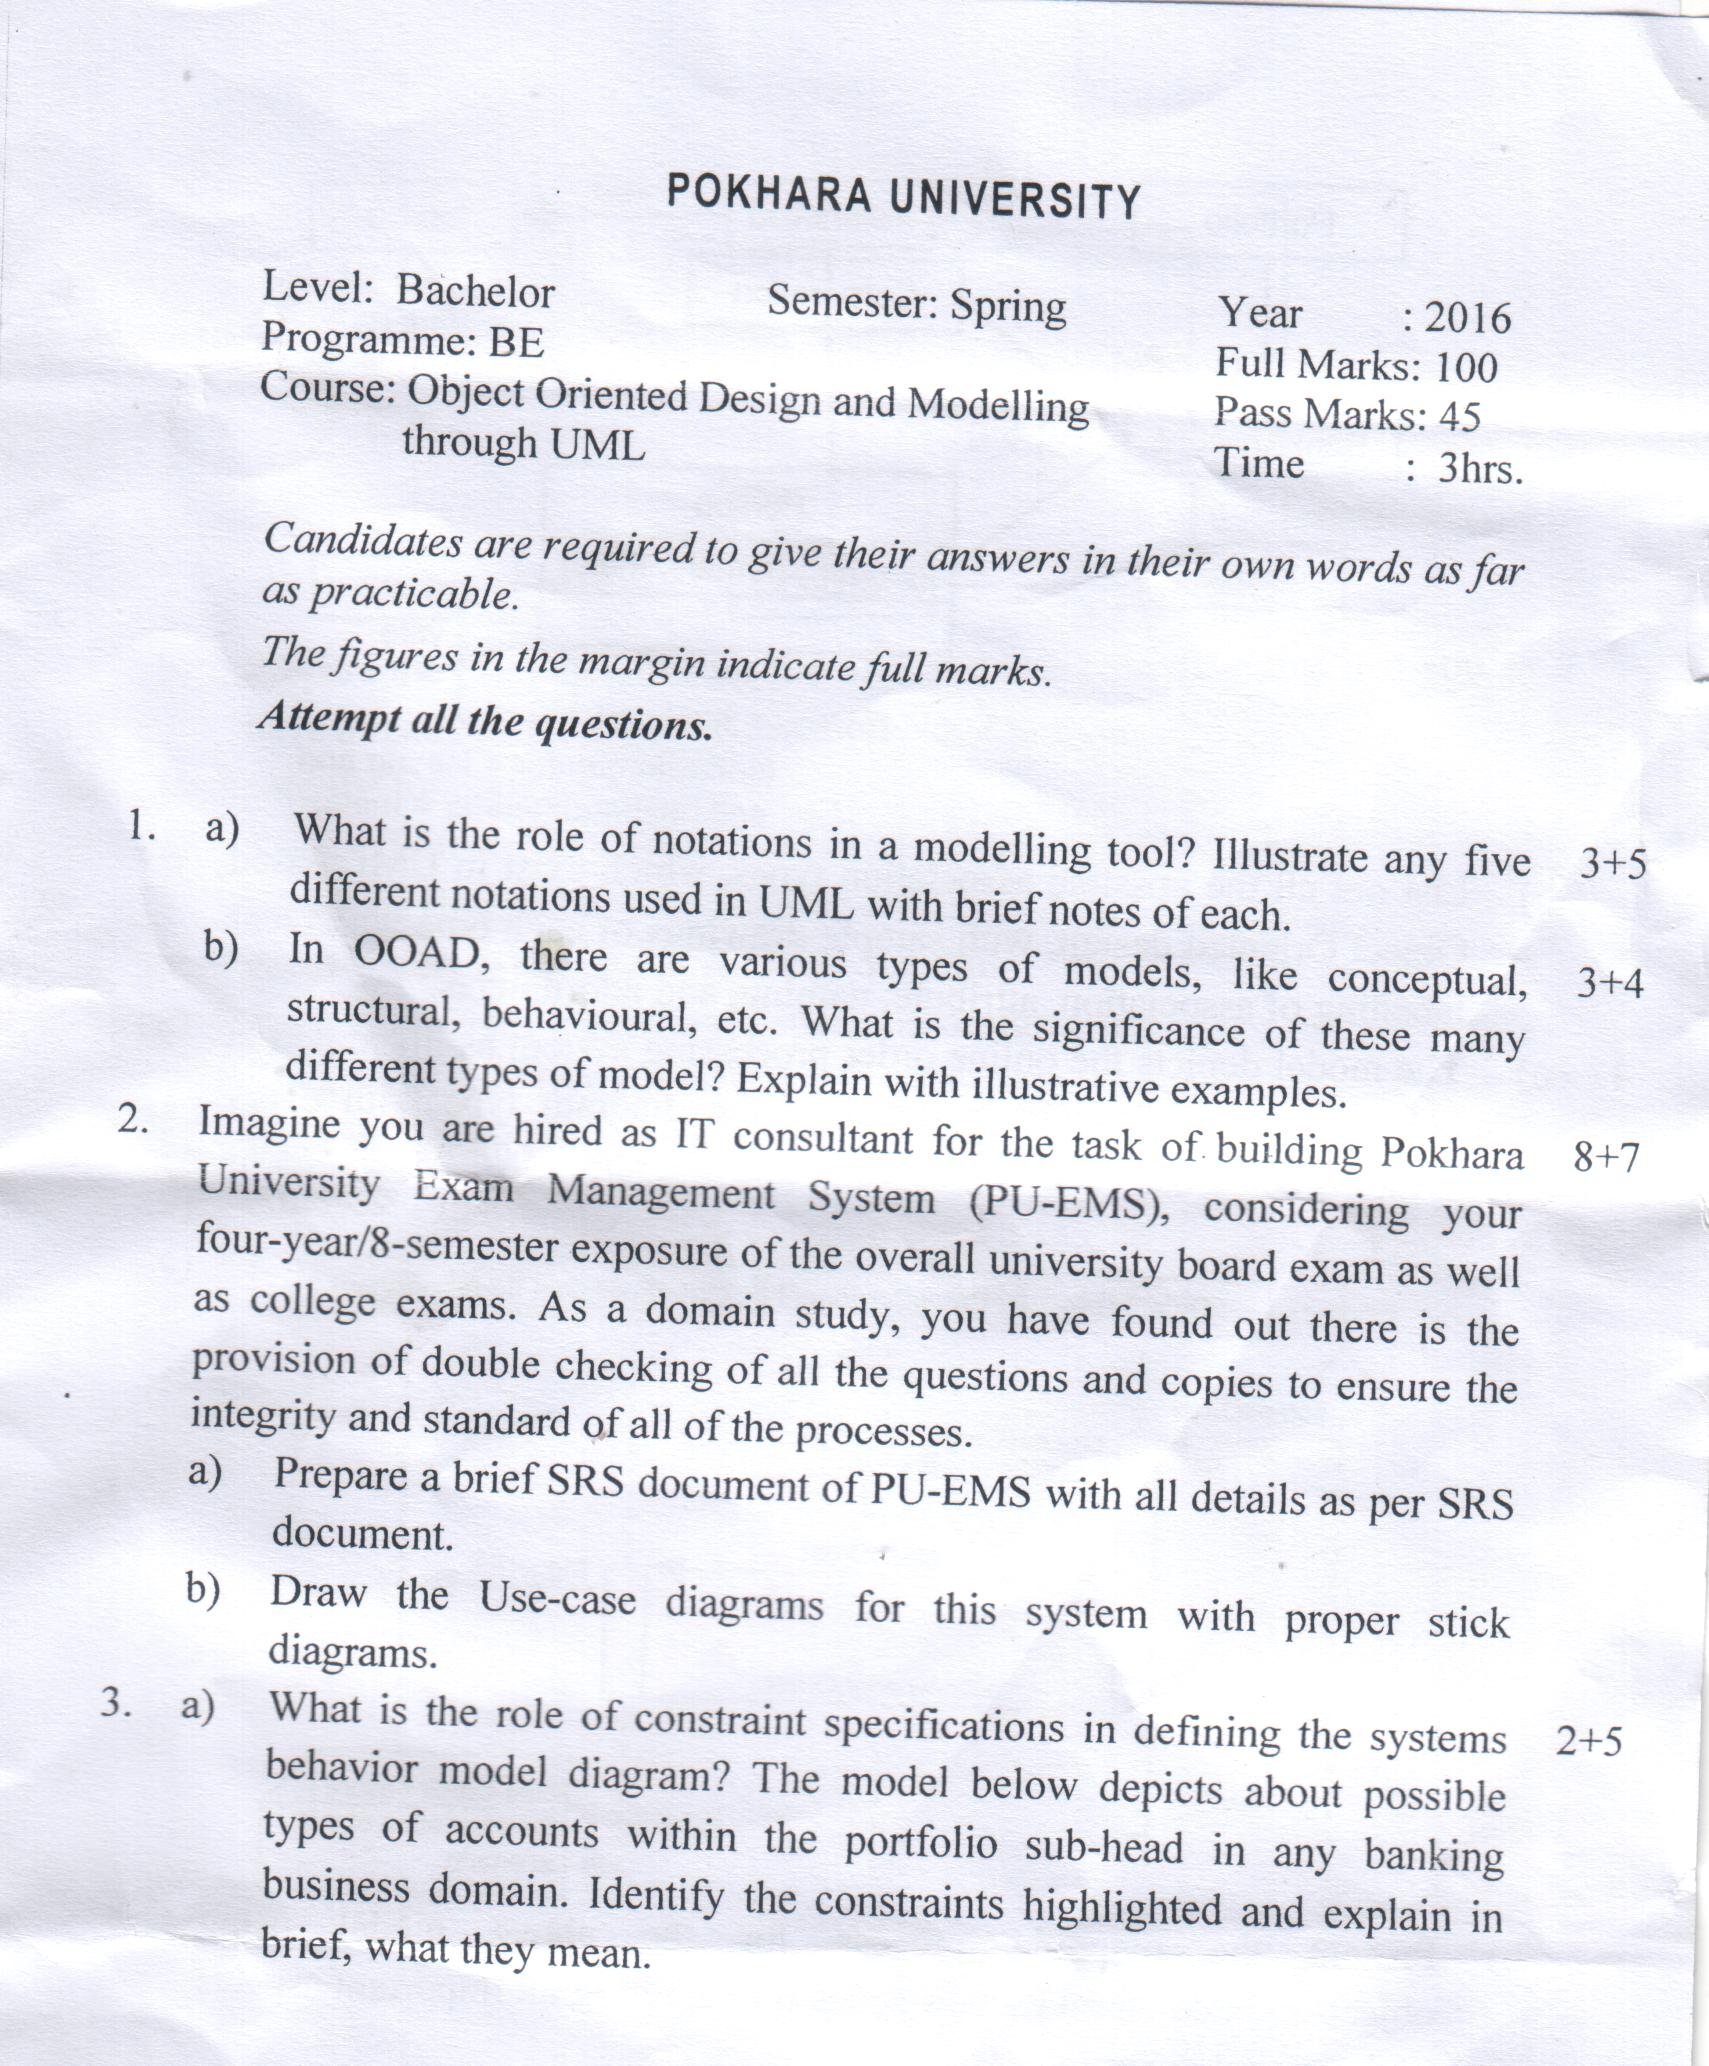 POKHARA UNIVERSITY
Level: Bachelor Semester: Spring Year : 2016
Programme: BE Full Marks: 100
Course: Object Oriented Design and Modelling Pass Marks: 45
through UML Time : 3hrs.
Candidates are required to give their answers in their own words as far
as practicable.
The figures in the margin indicate full marks.
Attempt all the questions.
1. a) What is the role of notations in a modelling tool? Illustrate any five 3+5
different notations used in UML with brief notes of each.
b) In OOAD, there are various types of models, like conceptual, 3+4
structural, behavioural, etc. What is the significance of these many
different types of model? Explain with illustrative examples.
2. Imagine you are hired as IT consultant for the task of building Pokhara 8+7
University Exam Management System (PU-EMS), considering your
four-year/8-semester exposure of the overall university board exam as well
as college exams. As a domain study, you have found out there is the
provision of double checking of all the questions and copies to ensure the
integrity and standard of all of the processes.
a) Prepare a brief SRS document of PU-EMS with all details as per SRS
document.
b) Draw the Use-case diagrams for this system with proper stick
diagrams.
3. a) What is the role of constraint specifications in defining the systems 2+5
behavior model diagram? The model below depicts about possible
types of accounts within the portfolio sub-head in any banking
business domain. Identify the constraints highlighted and explain in
brief, what they mean.